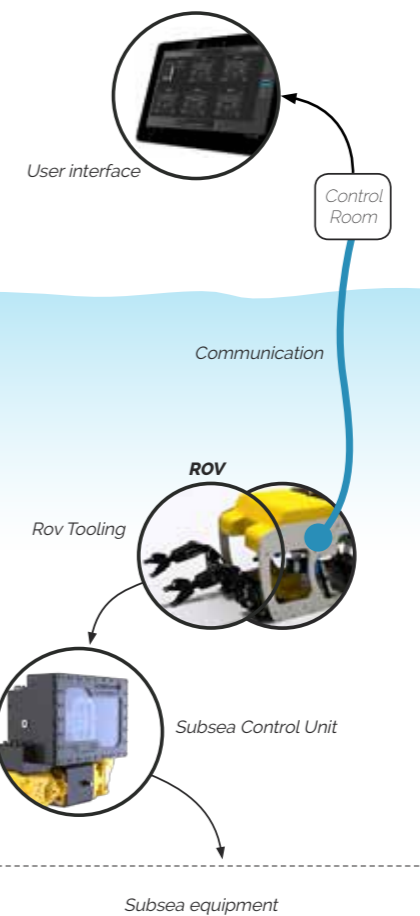 User interface
Control
Room
Communication
ROV
Rov Tooling
Subsea Control Unit
Subsea equipment